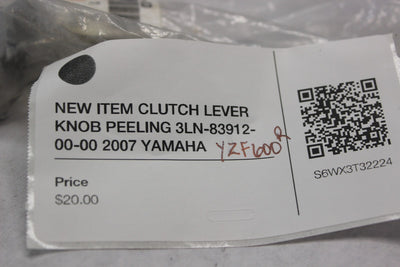 NEW ITEM CLUTCH LEVER
KNOB PEELING 3LN-83912-
00-00 2007 YAMAHA YZF600R
Price
$20.00
S6WX3T32224